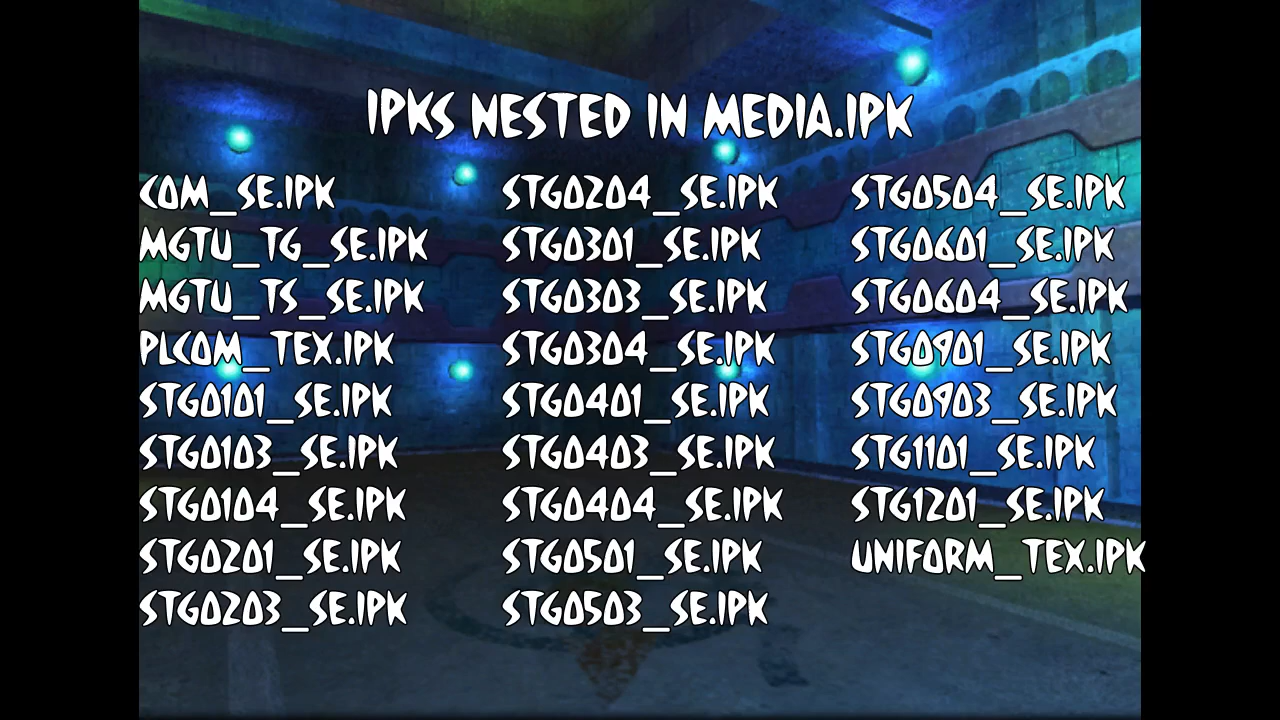 IPKS NESTED IN MEDIA.IPK
COM_SE.IPK
MGTU_TG_SE.IPK
MGTU_TS_SE.IPK
PLCOM_TEX.IPK
STG0101_SE.IPK
STG0103_SE.IPK
STG0104_SE.IPK
STG0201_SE.IPK
STG0203_SE.IPK
STG0204_SE.IPK
STG0301_SE.IPK
STG0303_SE.IPK
STG0304_SE.IPK
STG0401_SE.IPK
STG0403_SE.IPK
STG0404_SE.IPK
STG0501_SE.IPK
STG0503_SE.IPK
STG0504_SE.IPK
STG0601_SE.IPK
STG0604_SE.IPK
STG0901_SE.IPK
STG0903_SE.IPK
STG1101_SE.IPK
STG1201_SE.IPK
UNIFORM_TEX.IPK